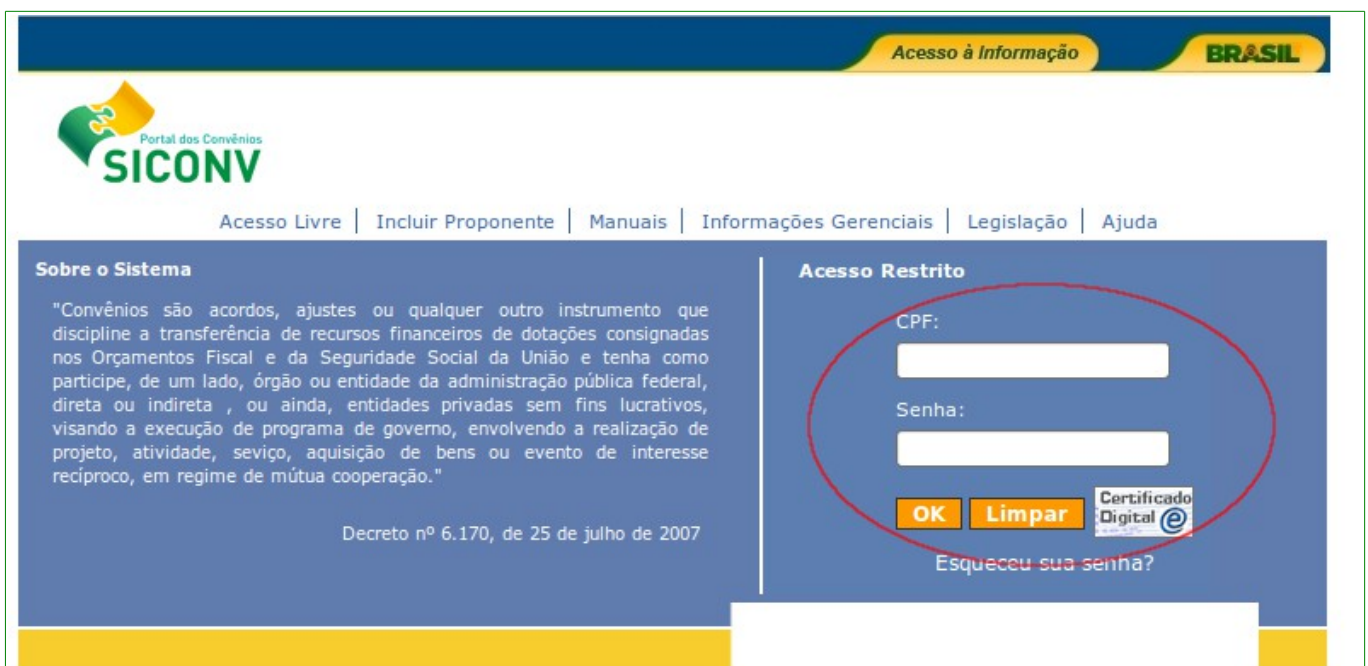 Acesso à Informação
BRASIL
Portal dos Convênios
SICONV
Acesso Livre | Incluir Proponente | Manuais | Informações Gerenciais | Legislação | Ajuda
Sobre o Sistema
"Convênios são acordos, ajustes ou qualquer outro instrumento que
discipline a transferência de recursos financeiros de dotações consignadas
nos Orçamentos Fiscal e da Seguridade Social da União e tenha como
participe, de um lado, órgão ou entidade da administração pública federal,
direta ou indireta , ou ainda, entidades privadas sem fins lucrativos,
visando a execução de programa de governo, envolvendo a realização de
projeto, atividade, seviço, aquisição de bens ou evento de interesse
recíproco, em regime de mútua cooperação."
Decreto nº 6.170, de 25 de julho de 2007
Acesso Restrito
CPF:
Senha:
OK
Limpar
Certificado
Digital e
Esqueceu sua senha?